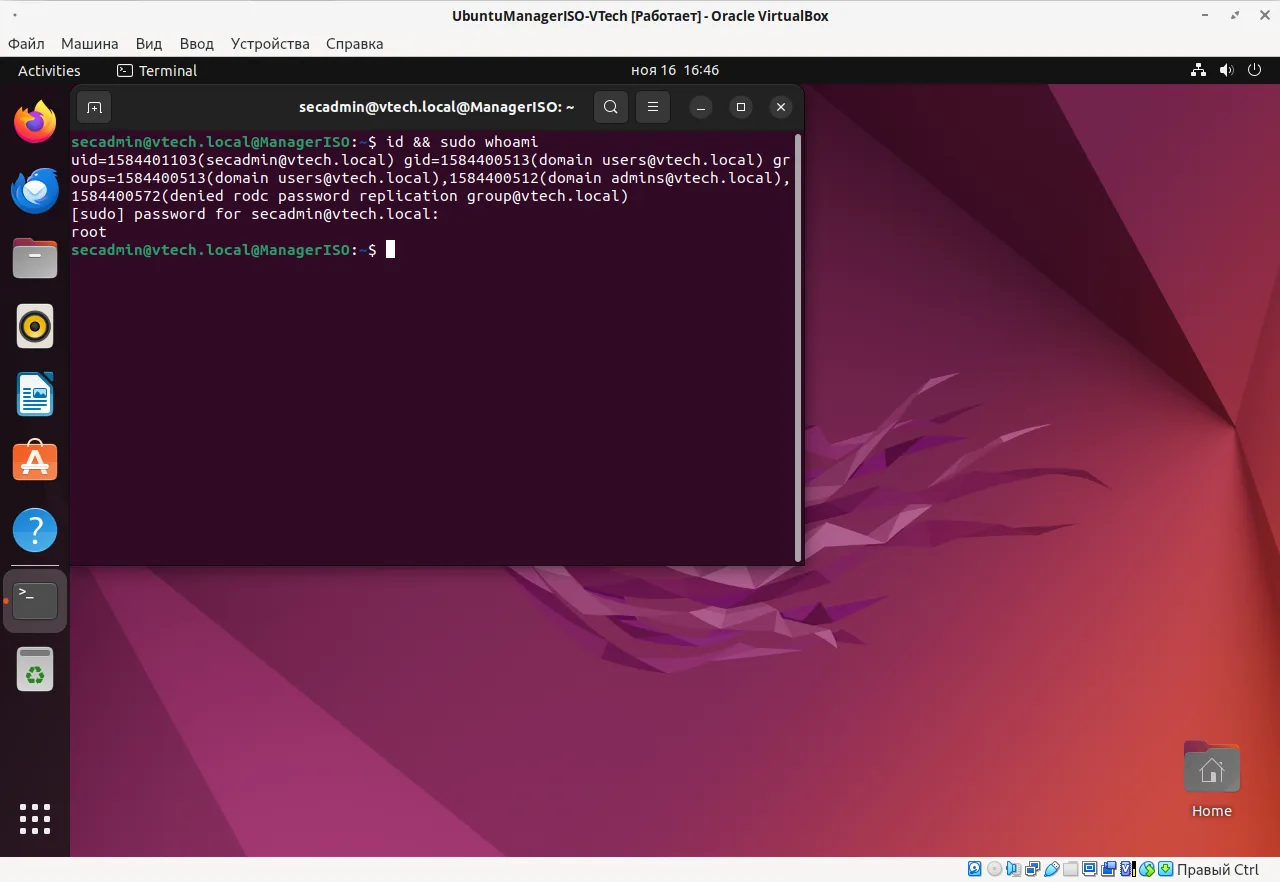 UbuntuManagerISO-VTech [Работает] - Oracle VirtualBox
Файл Машина Вид Ввод Устройства Справка
Activities Terminal ноя 16 16:46
secadmin@vtech.local@ManagerISO: ~
secadmin@vtech.local@ManagerISO:~$ id && sudo whoami
uid=1584401103(secadmin@vtech.local) gid=1584400513(domain users@vtech.local) gr
oups=1584400513(domain users@vtech.local),1584400512(domain admins@vtech.local),
1584400572(denied rodc password replication group@vtech.local)
[sudo] password for secadmin@vtech.local:
root
secadmin@vtech.local@ManagerISO:~$
Home
Правый Ctrl